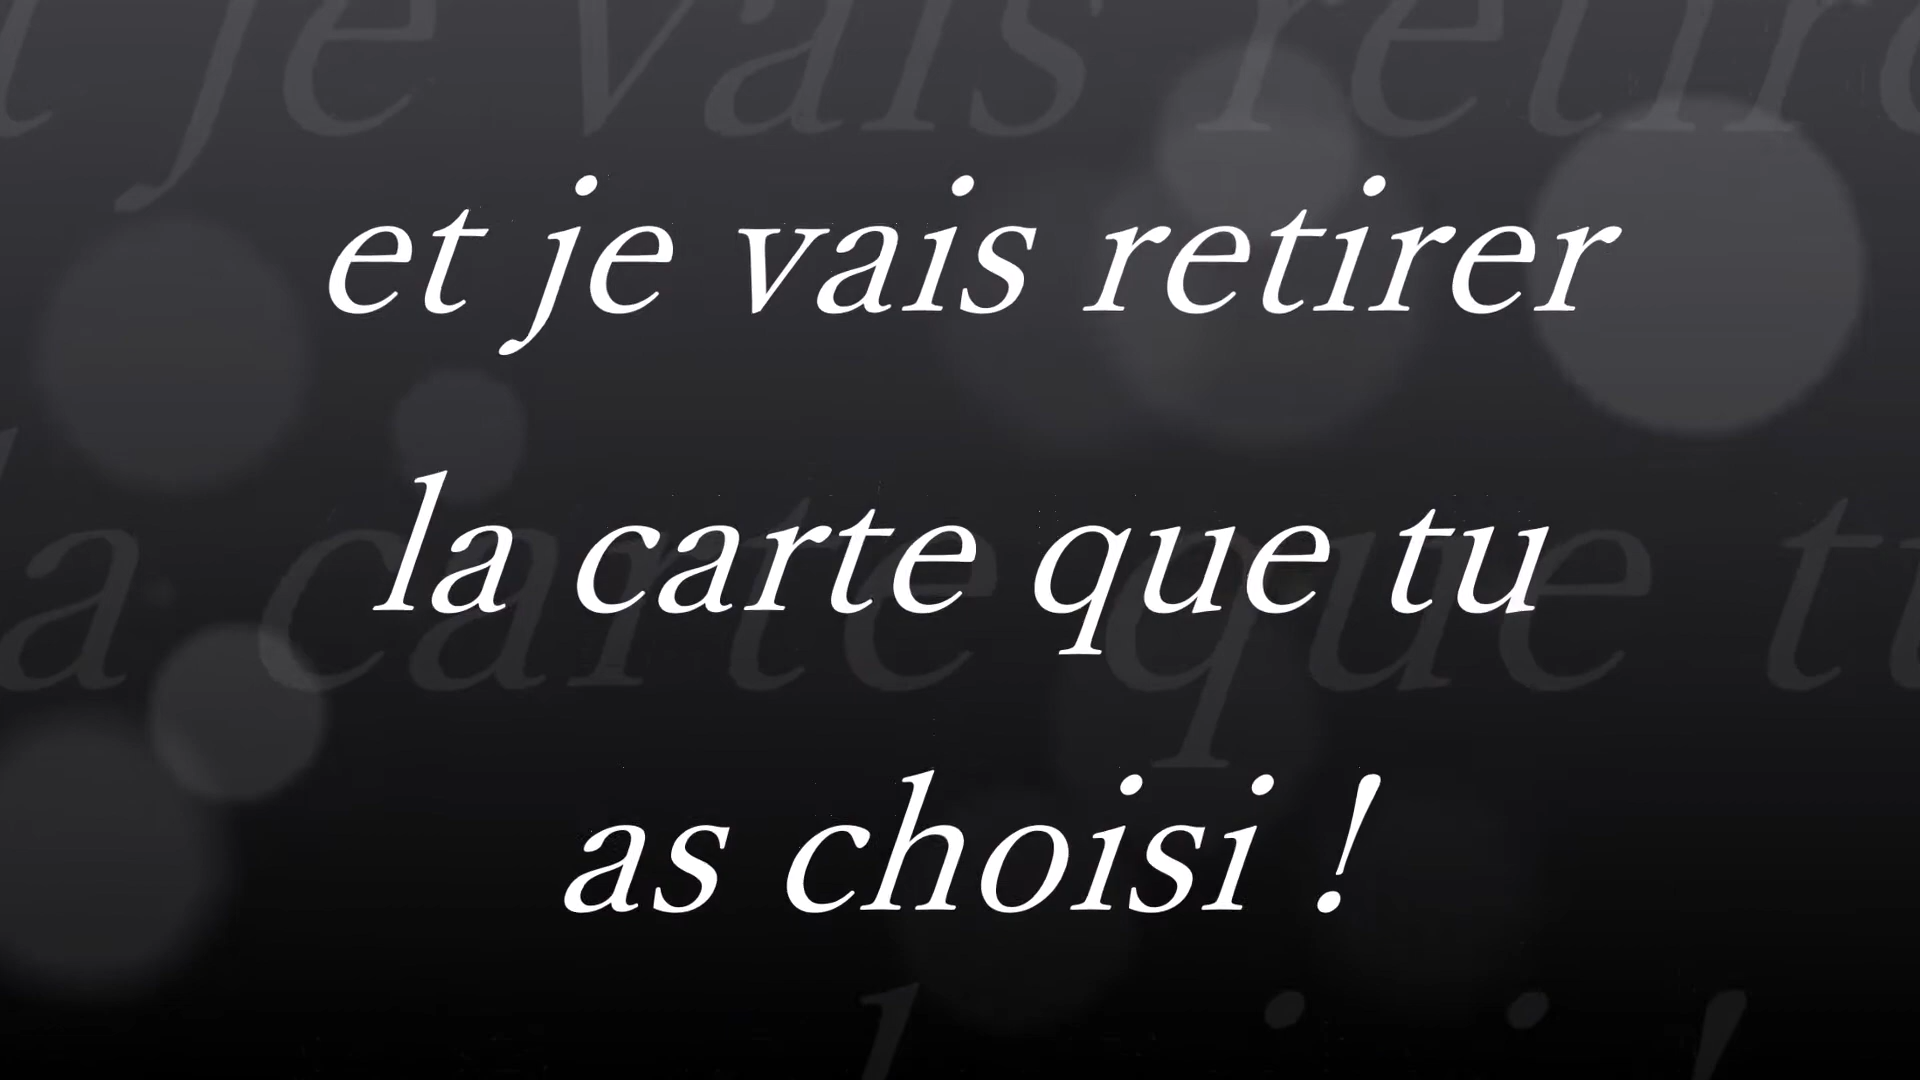 et je vais retirer
la carte que tu
as choisi !